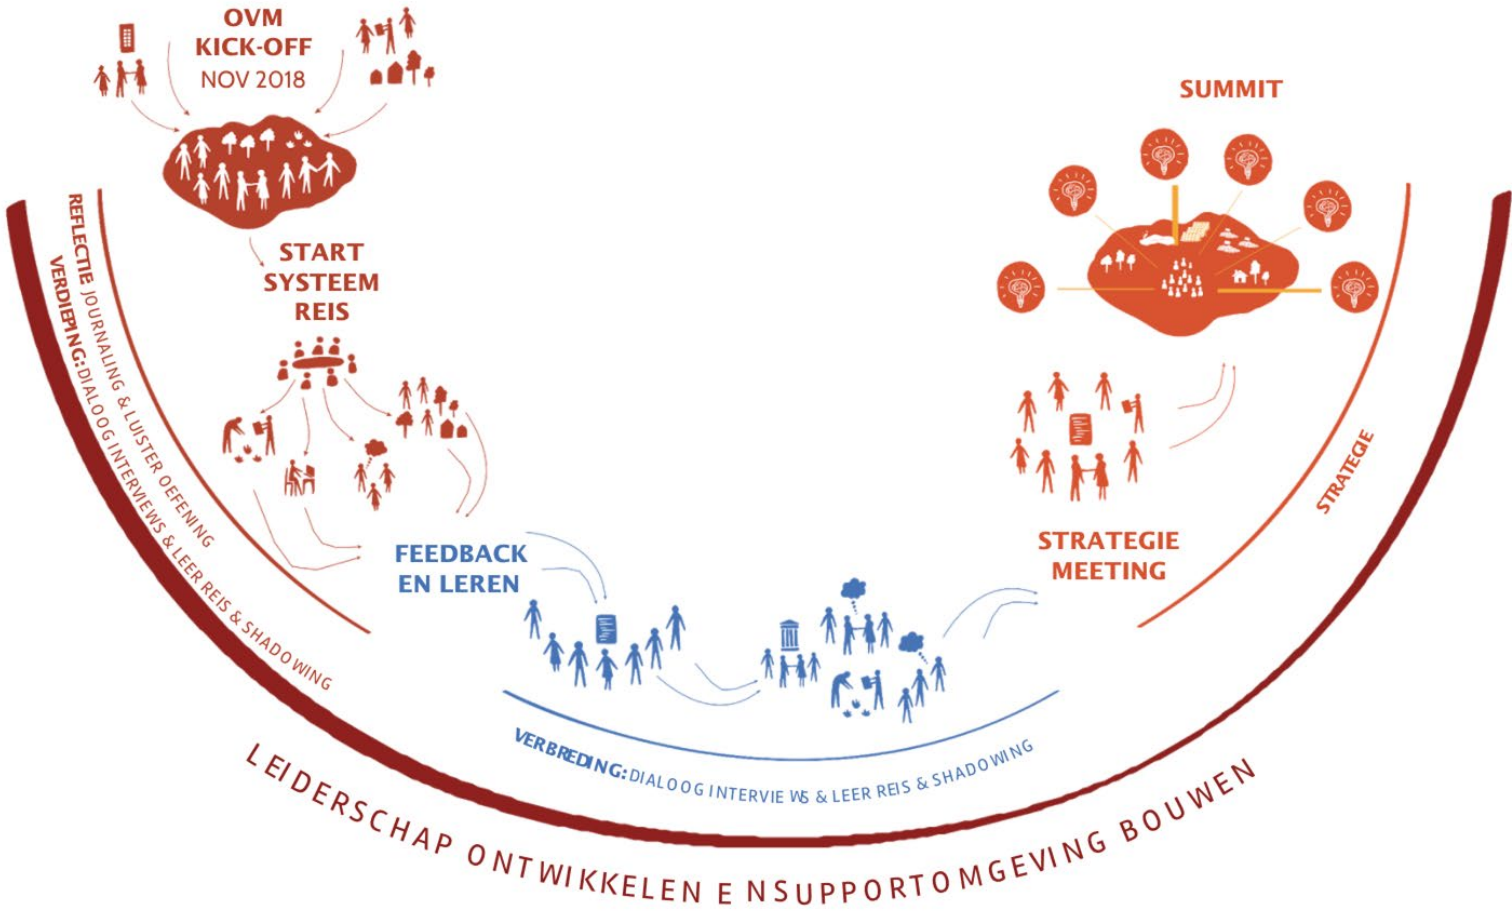 OVM
KICK-OFF
NOV 2018
START
SYSTEEM
REIS
REFLECTIE: JOURNALING & LUISTER OEFENING
VERDIEPING: DIALOOG INTERVIEWS & LEER REIS & SHADOWING
FEEDBACK
EN LEREN
VERBREDING: DIALOOG INTERVIEWS & LEER REIS & SHADOWING
STRATEGIE
MEETING
SUMMIT
STRATEGIE
LEIDERSCHAP ONTWIKKELEN EN SUPPORTOMGEVING BOUWEN